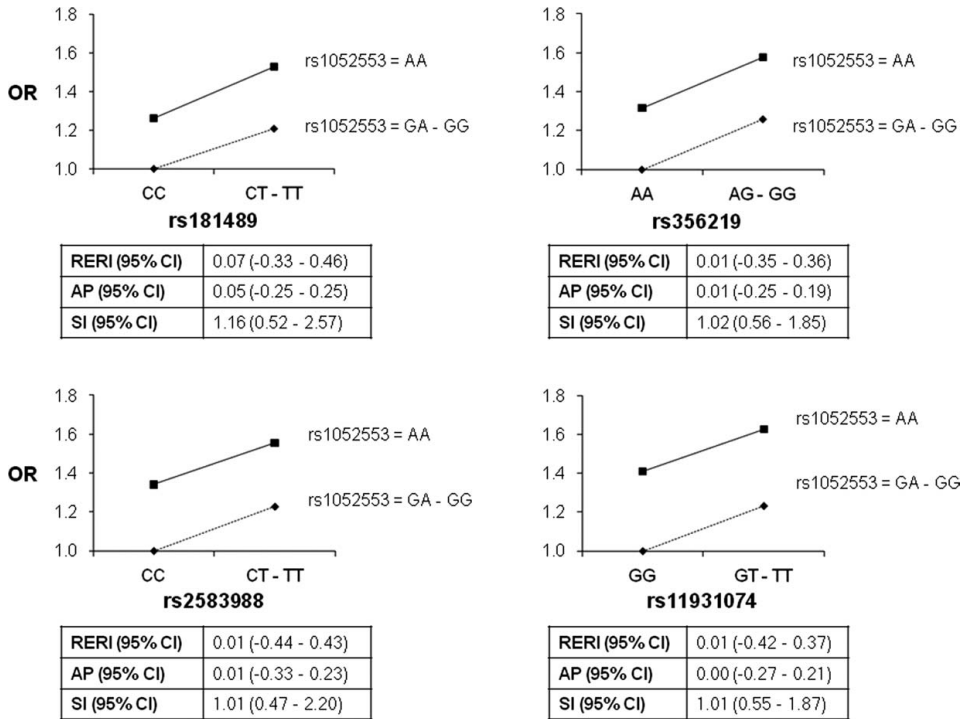 1.8
1.6
OR 1.4
1.2
1.0
rs1052553 = AA
rs1052553 = GA - GG
CC CT - TT
rs181489
RERI (95% CI) 0.07 (-0.33 - 0.46)
AP (95% CI) 0.05 (-0.25 - 0.25)
SI (95% CI) 1.16 (0.52 - 2.57)
1.8
1.6
1.4
1.2
1.0
rs1052553 = AA
rs1052553 = GA - GG
AA AG - GG
rs356219
RERI (95% CI) 0.01 (-0.35 - 0.36)
AP (95% CI) 0.01 (-0.25 - 0.19)
SI (95% CI) 1.02 (0.56 - 1.85)
1.8
1.6
OR 1.4
1.2
1.0
rs1052553 = AA
rs1052553 = GA - GG
CC CT - TT
rs2583988
RERI (95% CI) 0.01 (-0.44 - 0.43)
AP (95% CI) 0.01 (-0.33 - 0.23)
SI (95% CI) 1.01 (0.47 - 2.20)
1.8
1.6
1.4
1.2
1.0
rs1052553 = AA
rs1052553 = GA - GG
GG GT - TT
rs11931074
RERI (95% CI) 0.01 (-0.42 - 0.37)
AP (95% CI) 0.00 (-0.27 - 0.21)
SI (95% CI) 1.01 (0.55 - 1.87)